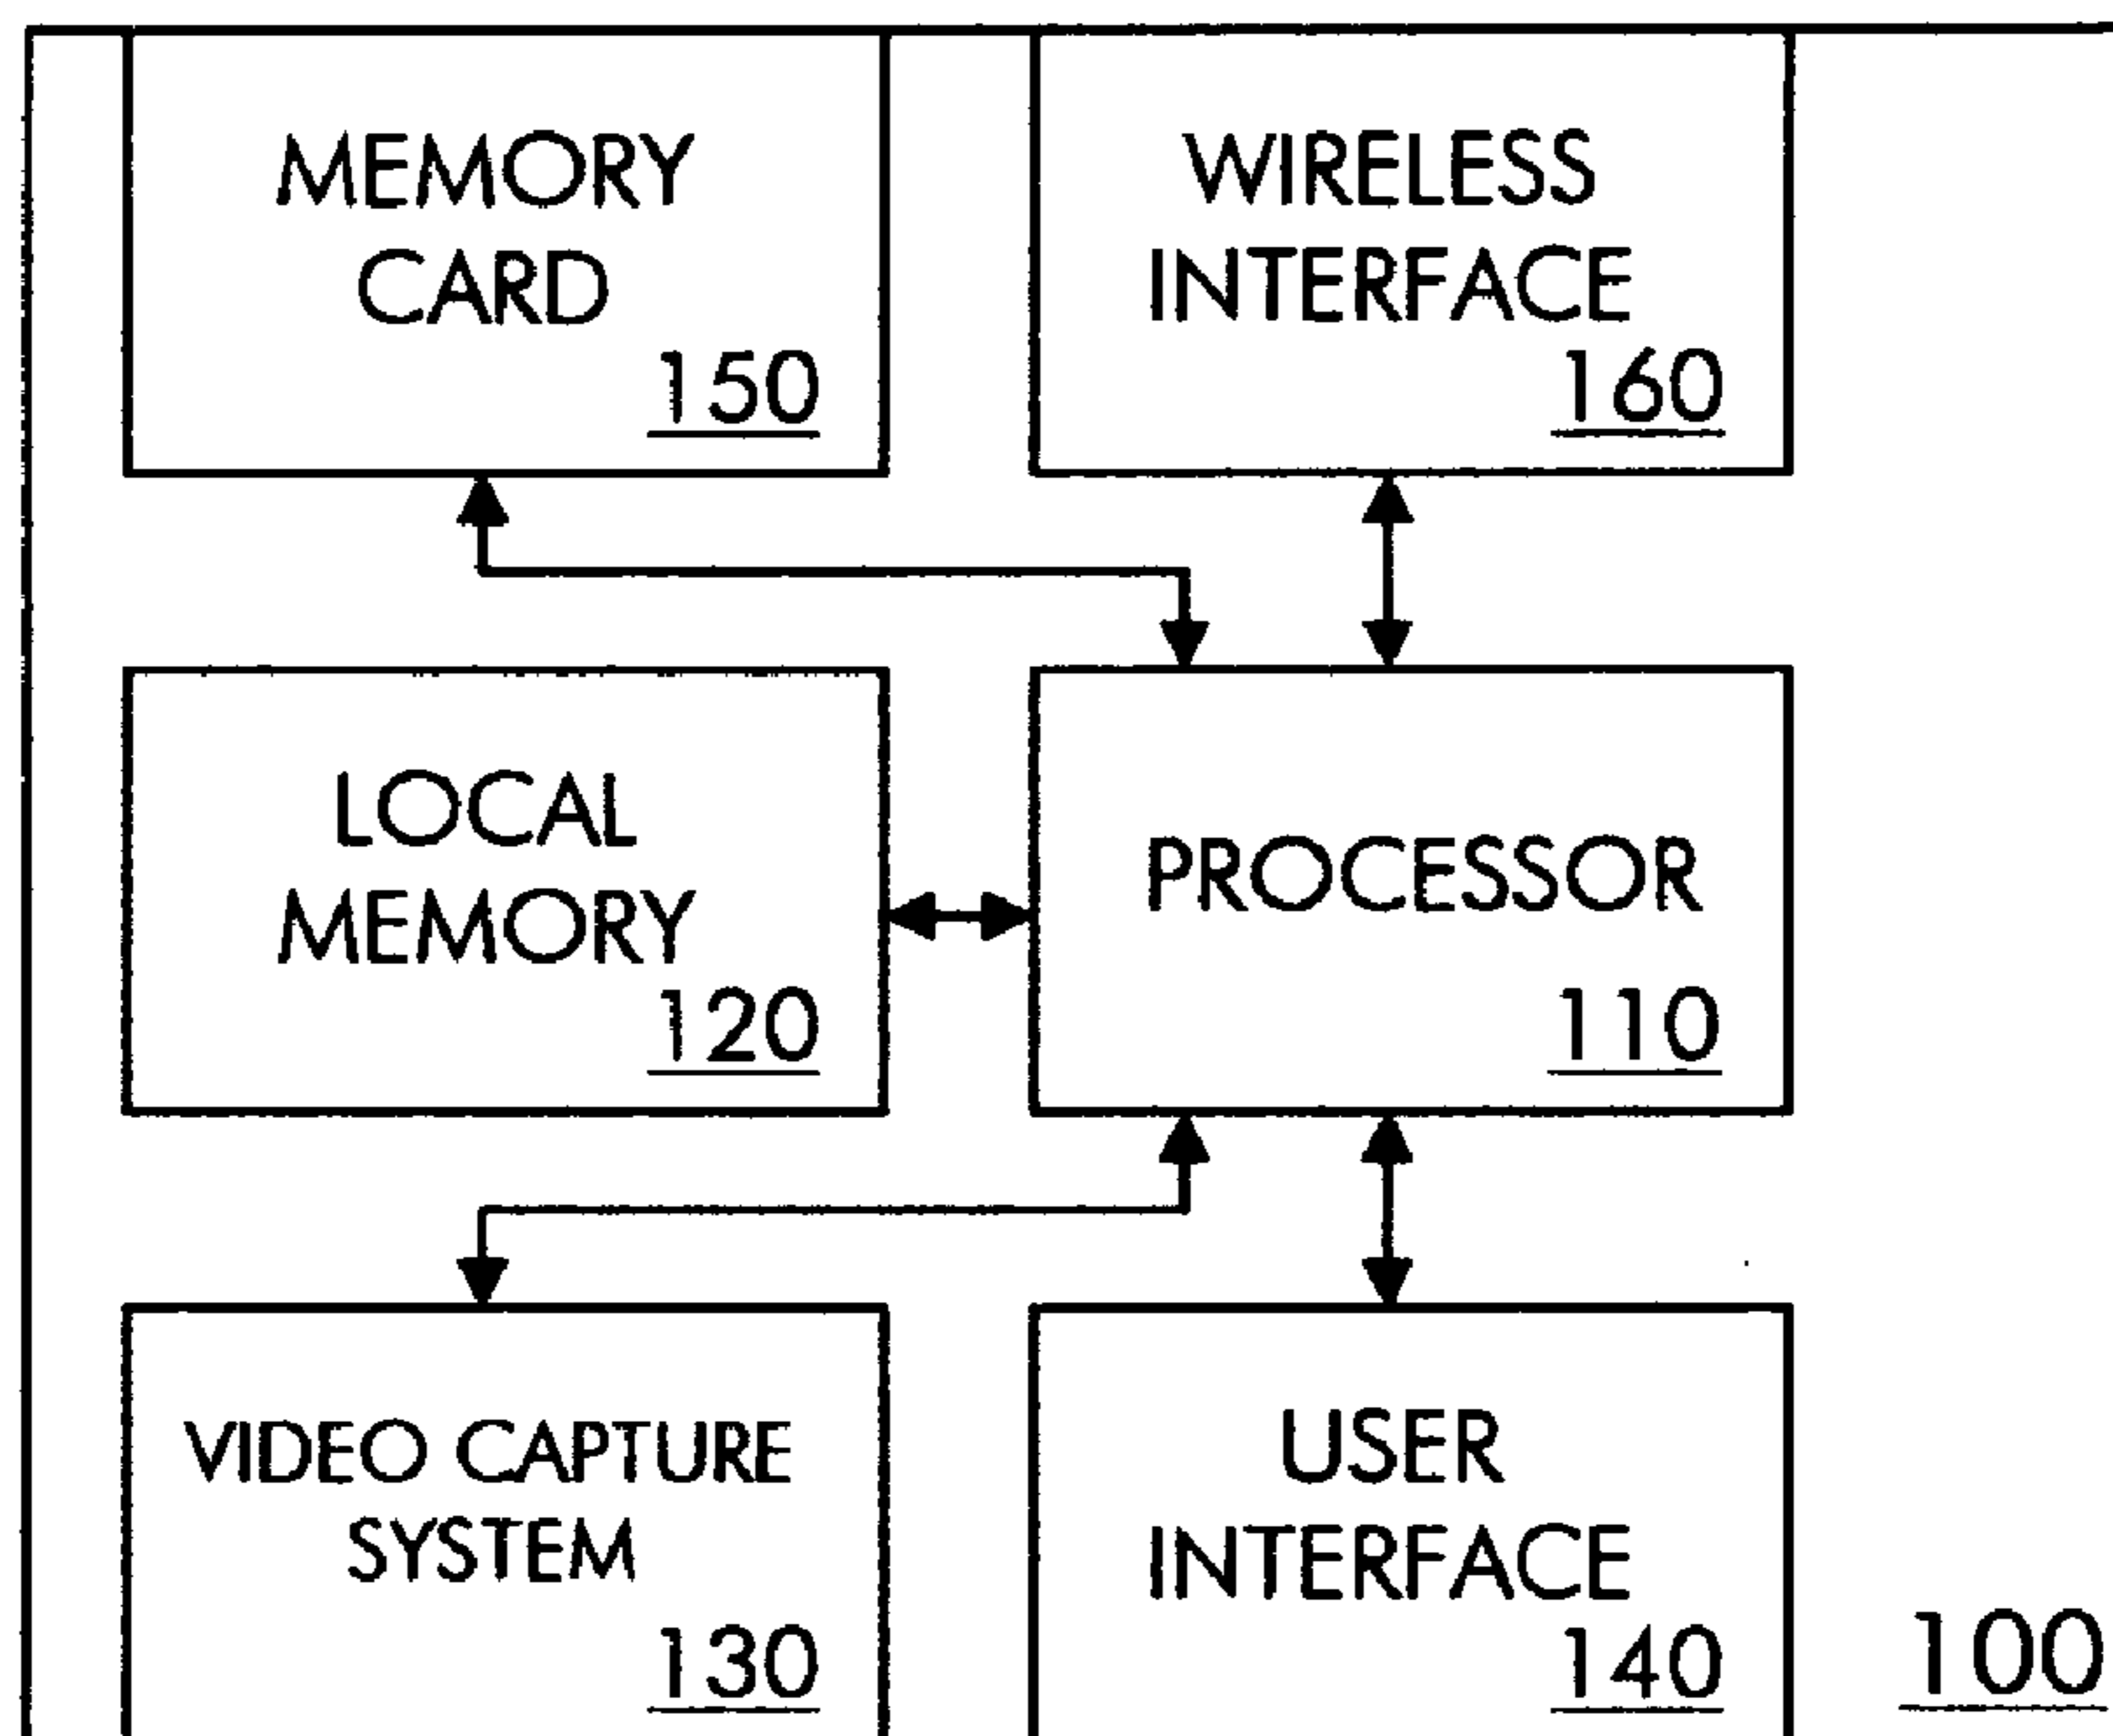 MEMORY
CARD
150
WIRELESS
INTERFACE
160
LOCAL
MEMORY
120
PROCESSOR
110
VIDEO CAPTURE
SYSTEM
130
USER
INTERFACE
140
100